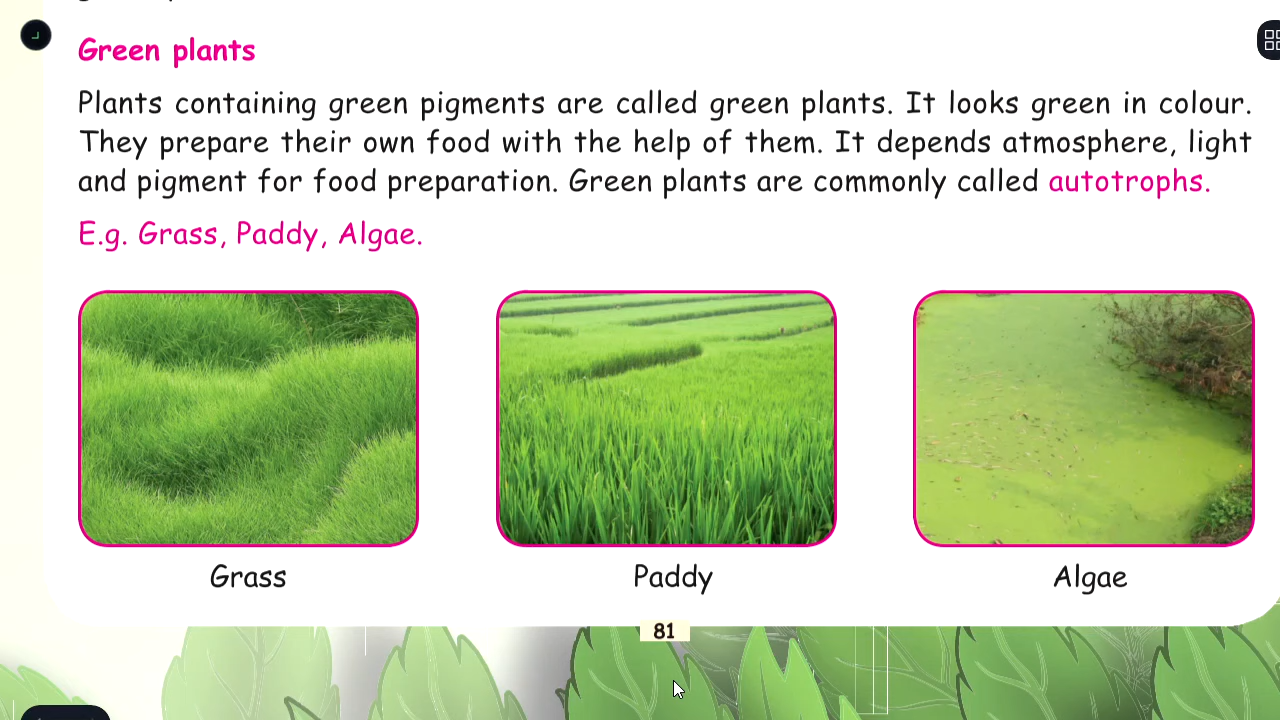 Green plants
Plants containing green pigments are called green plants. It looks green in colour.
They prepare their own food with the help of them. It depends atmosphere, light
and pigment for food preparation. Green plants are commonly called autotrophs.
E.g. Grass, Paddy, Algae.
Grass
Paddy
Algae
81